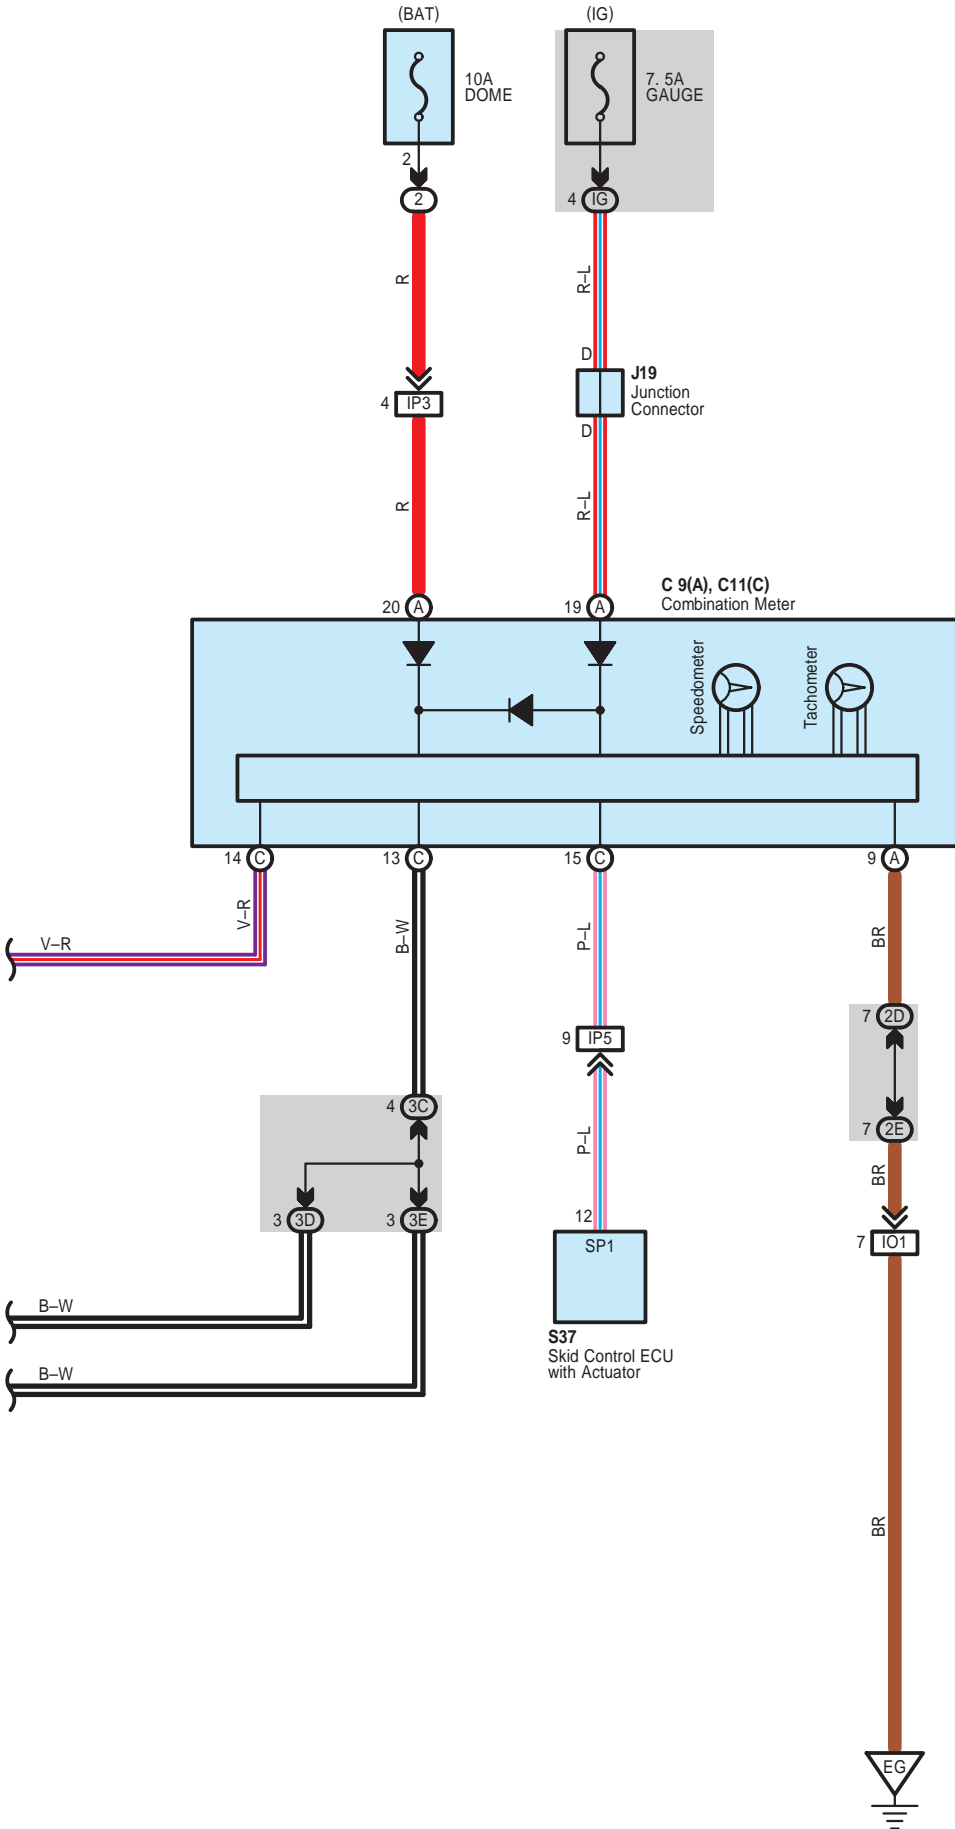 (BAT)
(IG)
10A
DOME
7. 5A
GAUGE
2
2
4
IG
R
R–L
D
J19
Junction
Connector
4
IP3
D
R
R–L
C 9(A), C11(C)
Combination Meter
20
A
19
A
Speedometer
Tachometer
14
C
13
C
15
C
9
A
V–R
V–R
B–W
P–L
BR
7
2D
9
IP5
4
3C
7
2E
P–L
BR
3
3D
3
3E
12
7
IO1
SP1
B–W
S37
Skid Control ECU
with Actuator
B–W
BR
EG